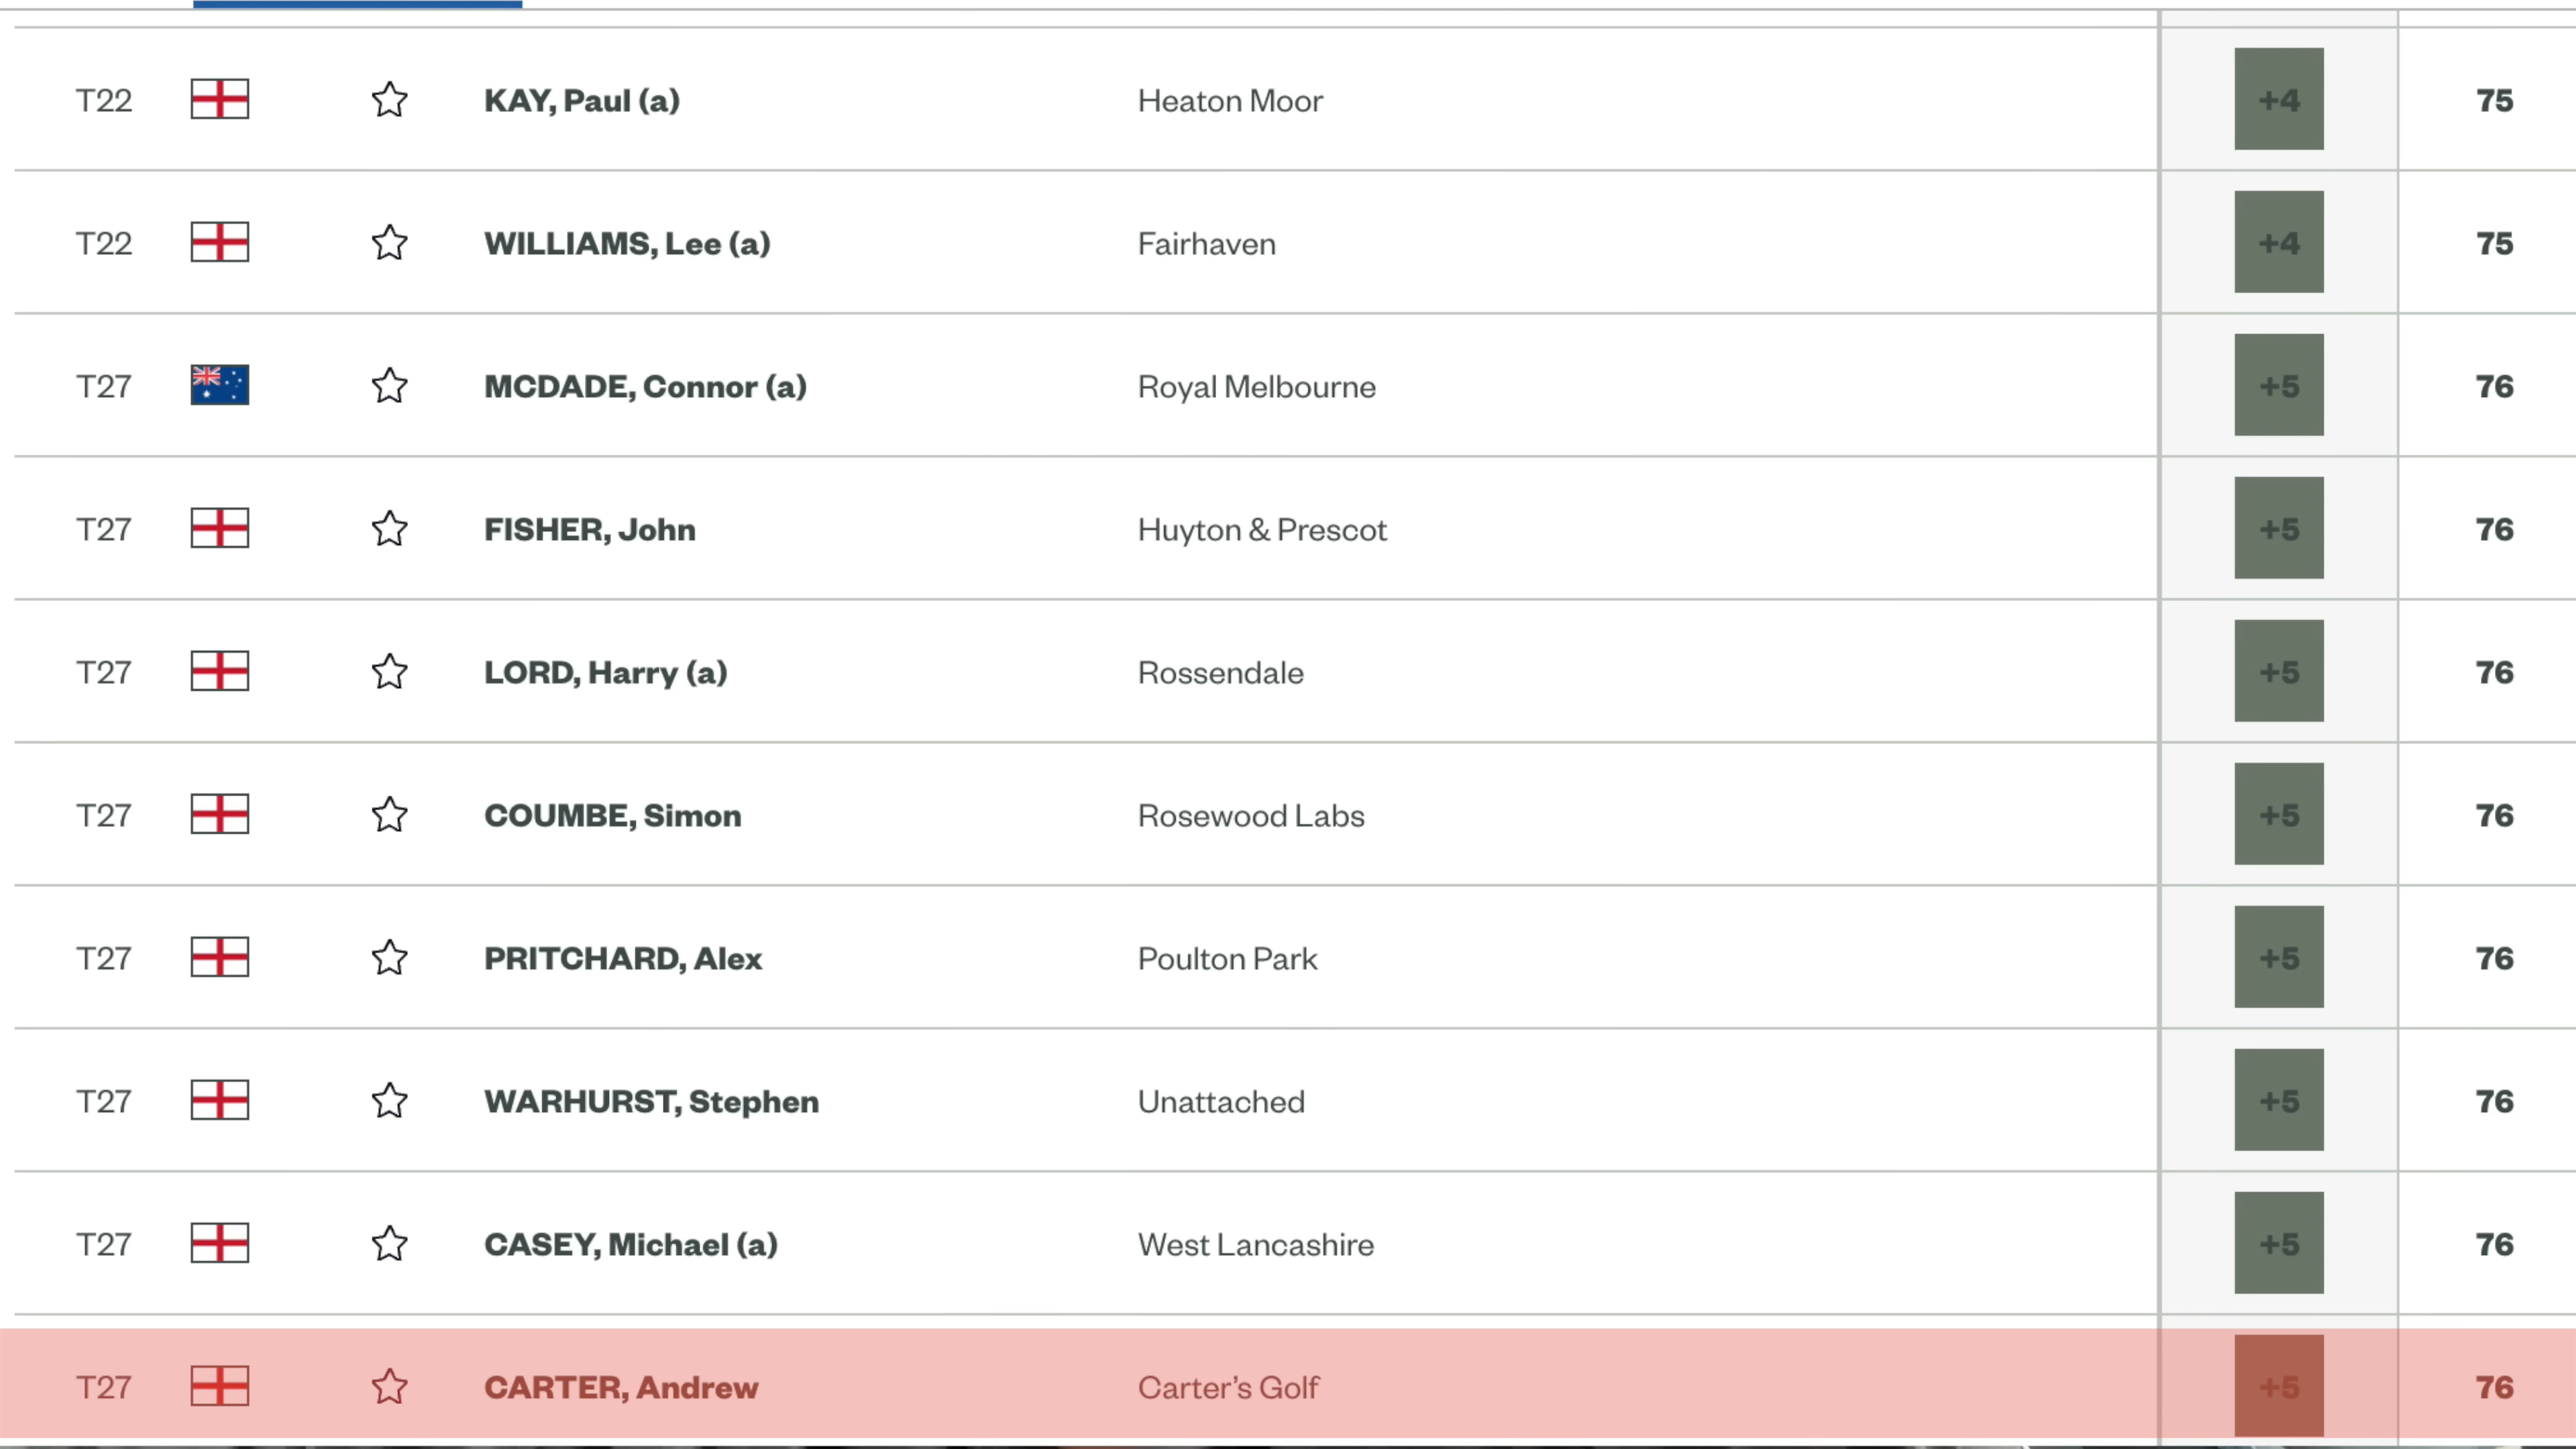 T22 KAY, Paul (a) Heaton Moor +4 75
T22 WILLIAMS, Lee (a) Fairhaven +4 75
T27 MCDADE, Connor (a) Royal Melbourne +5 76
T27 FISHER, John Huyton & Prescot +5 76
T27 LORD, Harry (a) Rossendale +5 76
T27 COUMBE, Simon Rosewood Labs +5 76
T27 PRITCHARD, Alex Poulton Park +5 76
T27 WARHURST, Stephen Unattached +5 76
T27 CASEY, Michael (a) West Lancashire +5 76
T27 CARTER, Andrew Carter’s Golf +5 76